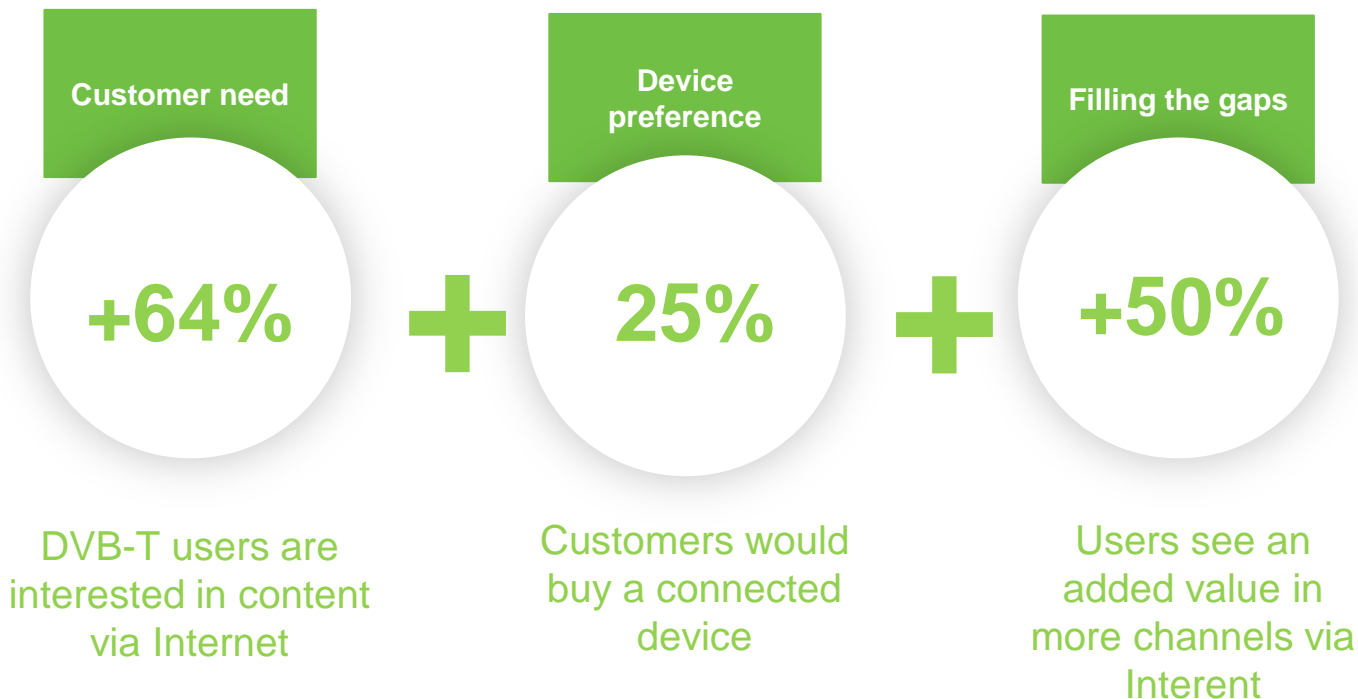 Customer need
+64%
DVB-T users are
interested in content
via Internet
+
Device
preference
25%
Customers would
buy a connected
device
+
Filling the gaps
+50%
Users see an
added value in
more channels via
Interent